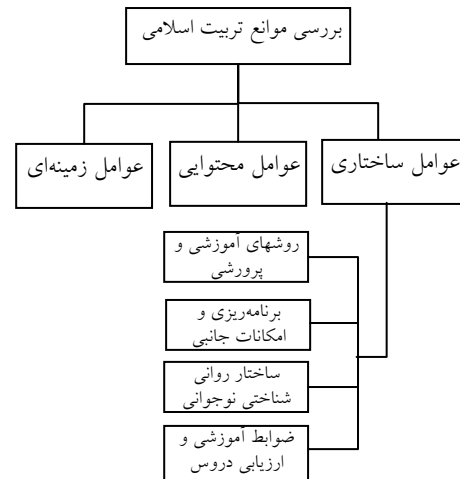 بررسی موانع تربیت اسلامی
عوامل ساختاری
عوامل محتوایی
عوامل زمینه‌ای
روشهای آموزشی و
پرورشی
برنامه‌ریزی و
امکانات جانبی
ساختار روانی
شناختی نوجوانی
ضوابط آموزشی و
ارزیابی دروس